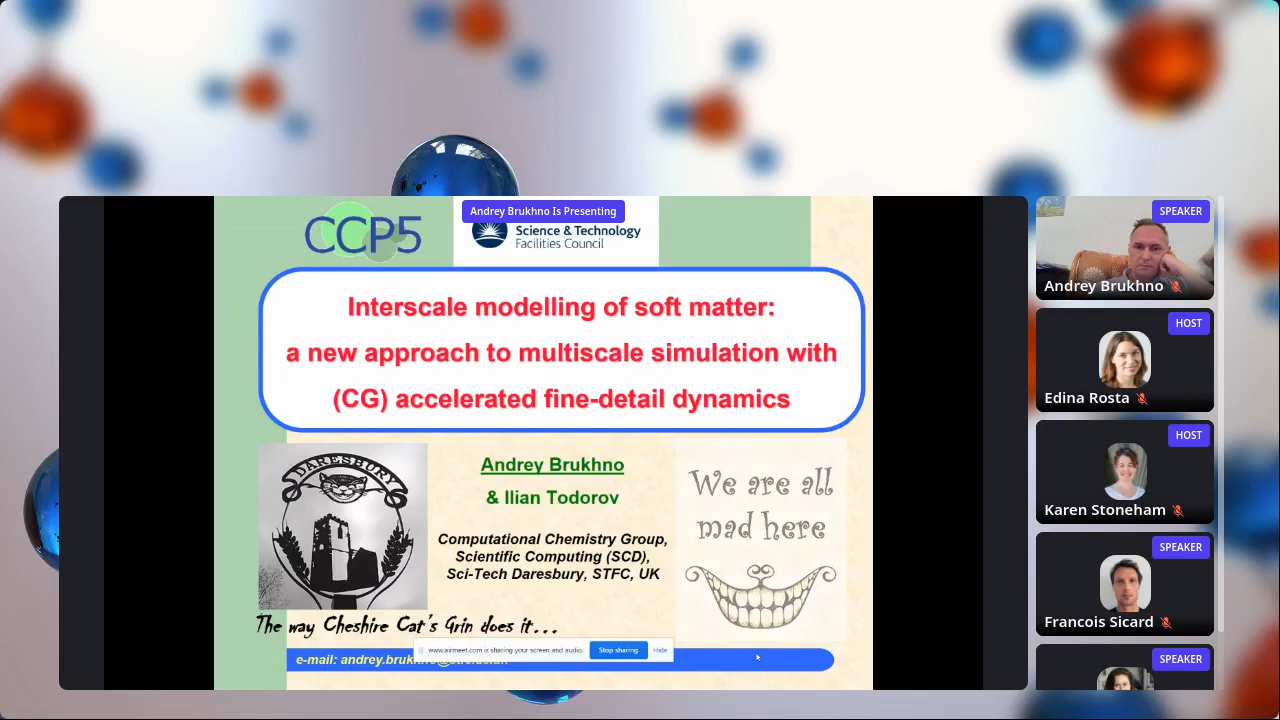 CCP5
Andrey Brukhno Is Presenting
Science & Technology
Facilities Council
Interscale modelling of soft matter:
a new approach to multiscale simulation with
(CG) accelerated fine-detail dynamics
DARESBURY
Andrey Brukhno
& Ilian Todorov
Computational Chemistry Group,
Scientific Computing (SCD),
Sci-Tech Daresbury, STFC, UK
We are all
mad here
The way Cheshire Cat's Grin does it...
www.airmeet.com is sharing your screen and audio.
Stop sharing
Hide
e-mail:
SPEAKER
Andrey Brukhno
HOST
Edina Rosta
HOST
Karen Stoneham
SPEAKER
Francois Sicard
SPEAKER